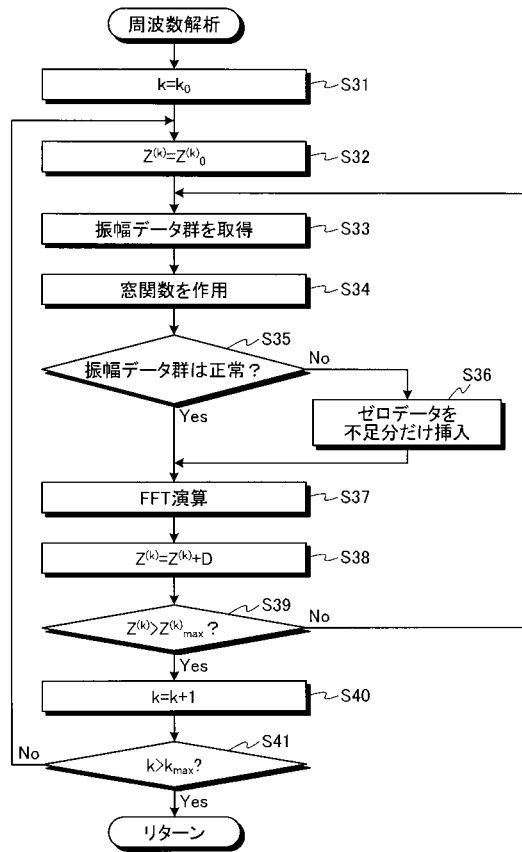 周波数解析
k=k₀
S31
Z⁽ᵏ⁾=Z⁽ᵏ⁾₀
S32
振幅データ群を取得
S33
窓関数を作用
S34
S35
振幅データ群は正常？
No
Yes
S36
ゼロデータを
不足分だけ挿入
FFT演算
S37
Z⁽ᵏ⁾=Z⁽ᵏ⁾+D
S38
S39
Z⁽ᵏ⁾>Z⁽ᵏ⁾max?
No
Yes
k=k+1
S40
S41
k>kmax?
No
Yes
リターン